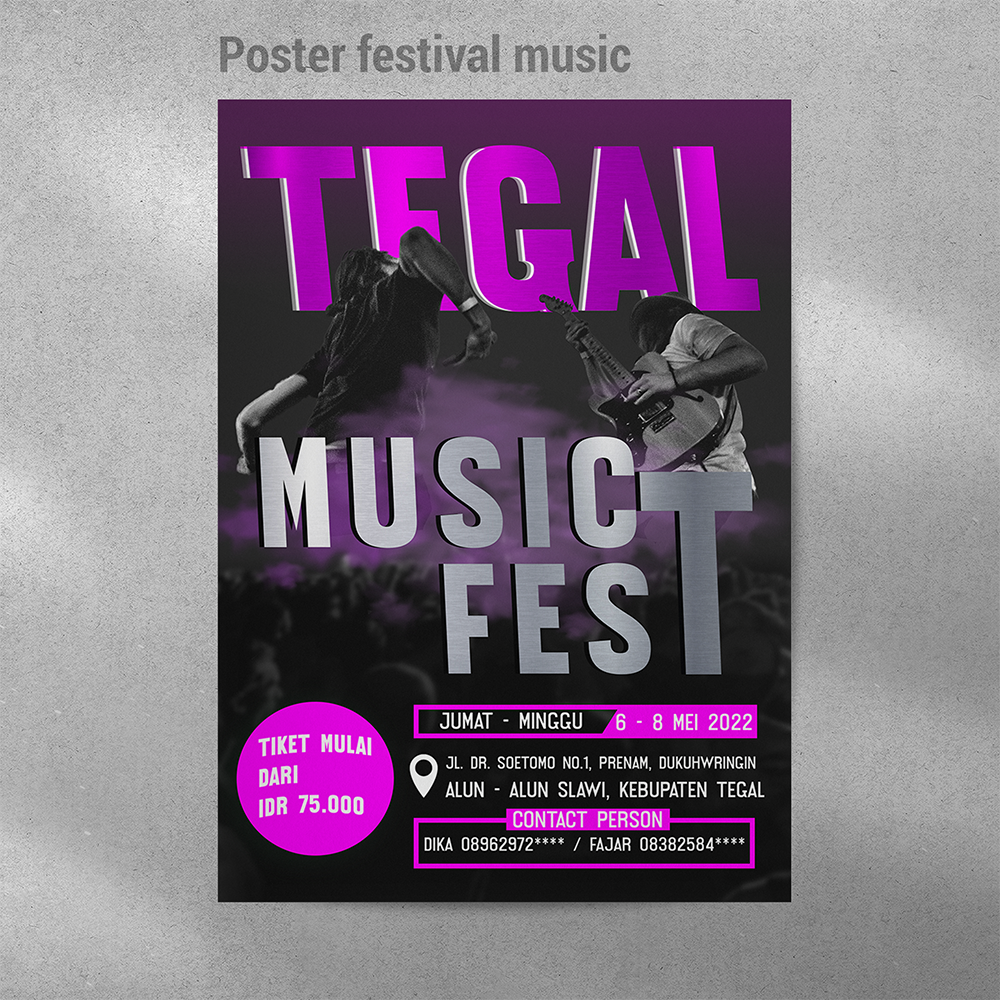 Poster festival music
TEGAL
MUSIC
FEST
JUMAT - MINGGU 6 - 8 MEI 2022
TIKET MULAI
DARI
IDR 75.000
JL. DR. SOETOMO NO.1, PRENAM, DUKUHWRINGIN
ALUN - ALUN SLAWI, KEBUPATEN TEGAL
CONTACT PERSON
DIKA 08962972**** / FAJAR 08382584****